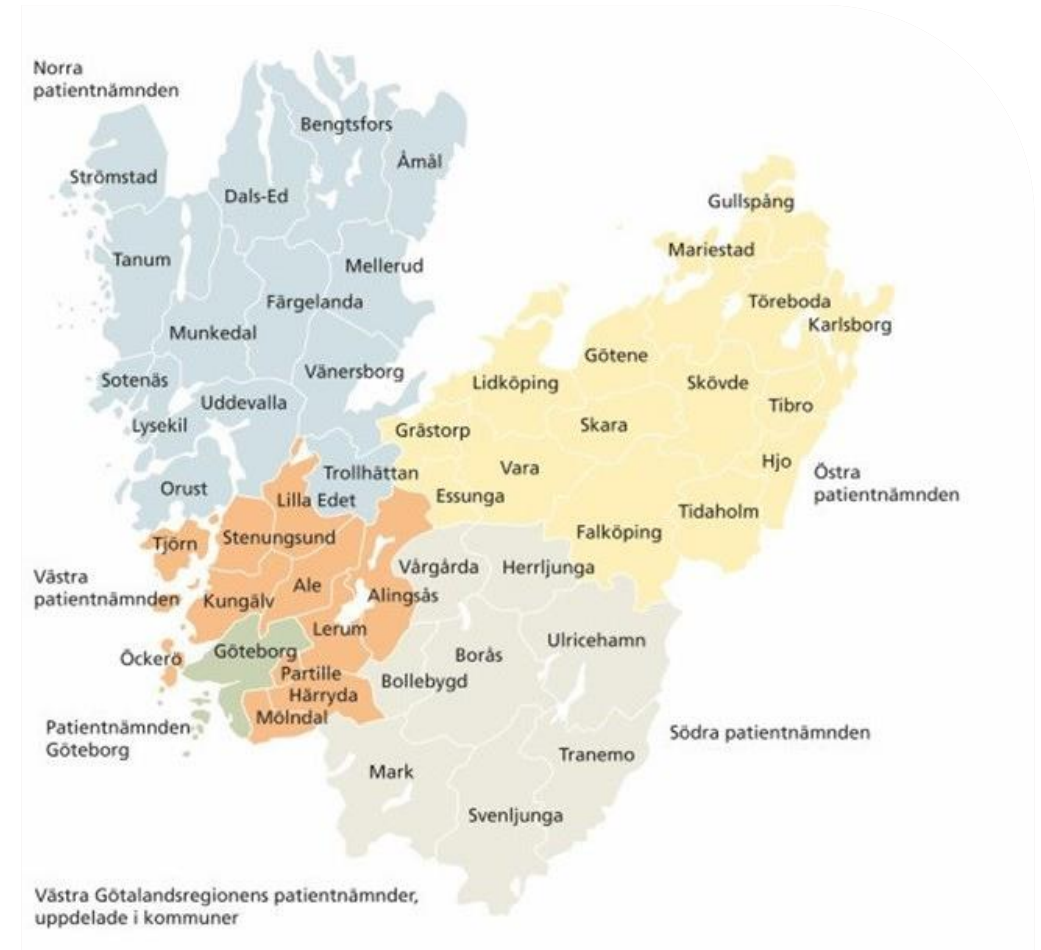 Norra
patientnämnden
Bengtsfors
Åmål
Strömstad
Dals-Ed
Gullspång
Mariestad
Tanum
Mellerud
Färgelanda
Töreboda
Karlsborg
Munkedal
Götene
Vänersborg
Sotenäs
Lidköping
Skövde
Uddevalla
Tibro
Lysekil
Grästorp
Skara
Hjo
Vara
Trollhättan
Östra
patientnämnden
Orust
Lilla Edet
Essunga
Tidaholm
Falköping
Stenungsund
Tjörn
Vårgårda
Herrljunga
Västra
patientnämnden
Ale
Alingsås
Kungälv
Lerum
Ulricehamn
Göteborg
Öckerö
Borås
Partille
Bollebygd
Härryda
Mölndal
Patientnämnden
Göteborg
Södra patientnämnden
Tranemo
Mark
Svenljunga
Västra Götalandsregionens patientnämnder,
uppdelade i kommuner